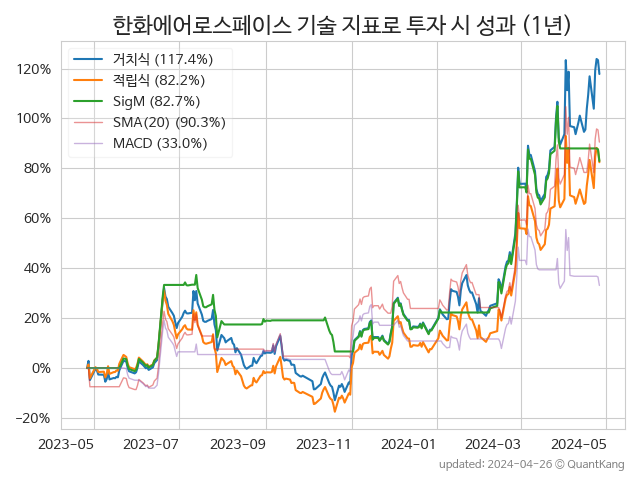 한화에어로스페이스 기술 지표로 투자 시 성과 (1년)
거치식 (117.4%)
적립식 (82.2%)
SigM (82.7%)
SMA(20) (90.3%)
MACD (33.0%)
120%
100%
80%
60%
40%
20%
0%
−20%
2023-05 2023-07 2023-09 2023-11 2024-01 2024-03 2024-05
updated: 2024-04-26 © QuantKang